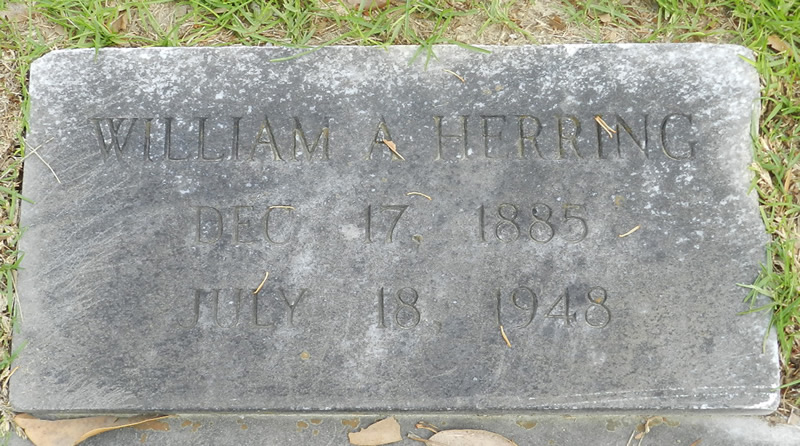 WILLIAM A HERRING
DEC 17, 1885
JULY 18, 1948